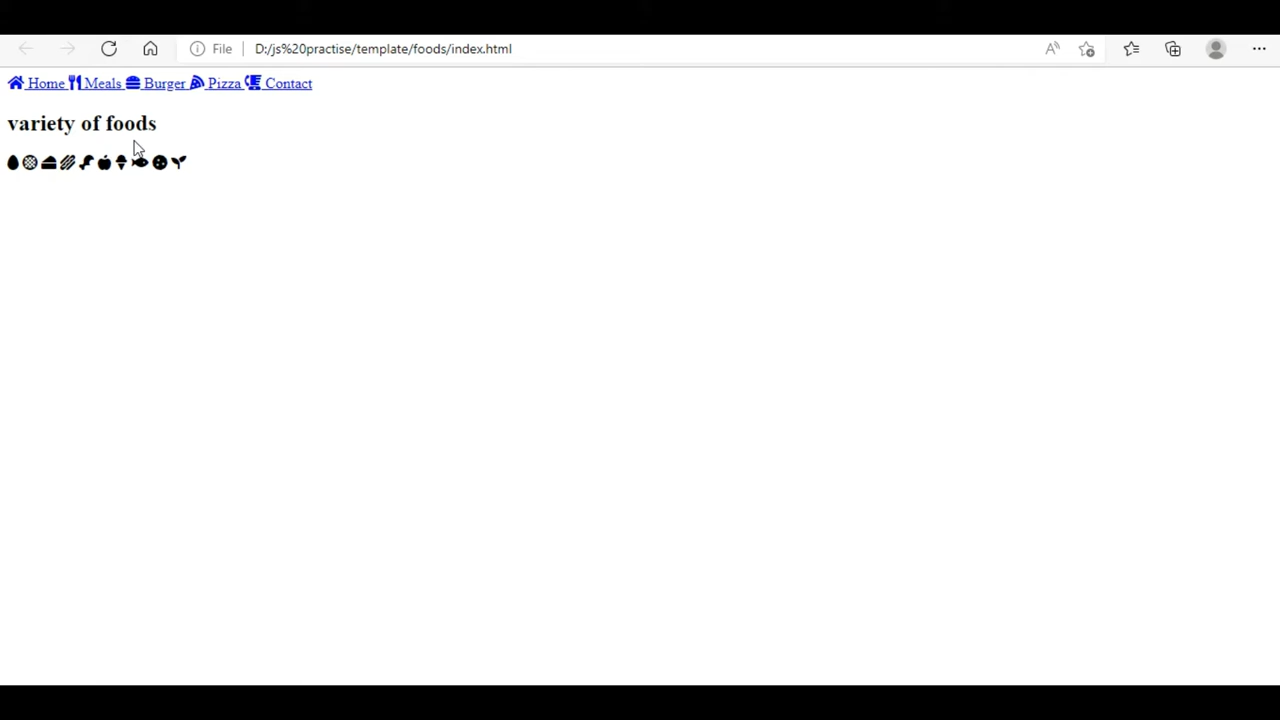 File D:/js%20practise/template/foods/index.html
Home Meals Burger Pizza Contact
variety of foods